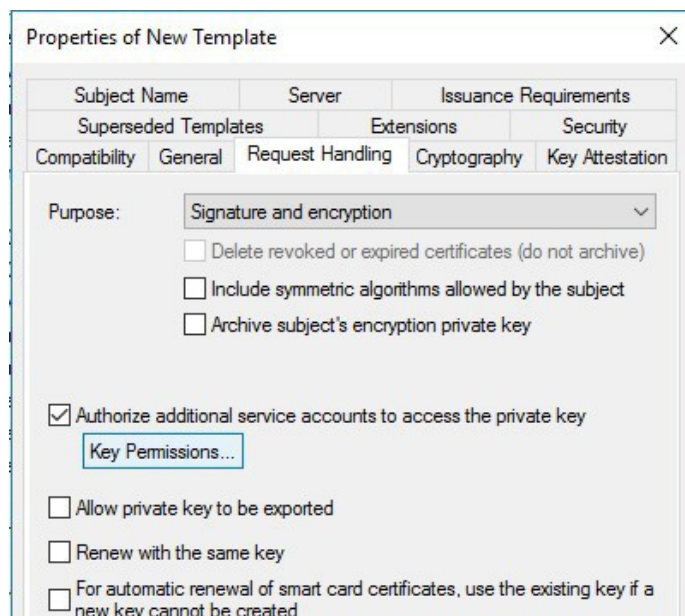 Properties of New Template
Subject Name Server Issuance Requirements
Superseded Templates Extensions Security
Compatibility General Request Handling Cryptography Key Attestation
Purpose: Signature and encryption
Delete revoked or expired certificates (do not archive)
Include symmetric algorithms allowed by the subject
Archive subject's encryption private key
Authorize additional service accounts to access the private key
Key Permissions...
Allow private key to be exported
Renew with the same key
For automatic renewal of smart card certificates, use the existing key if a
new key cannot be created